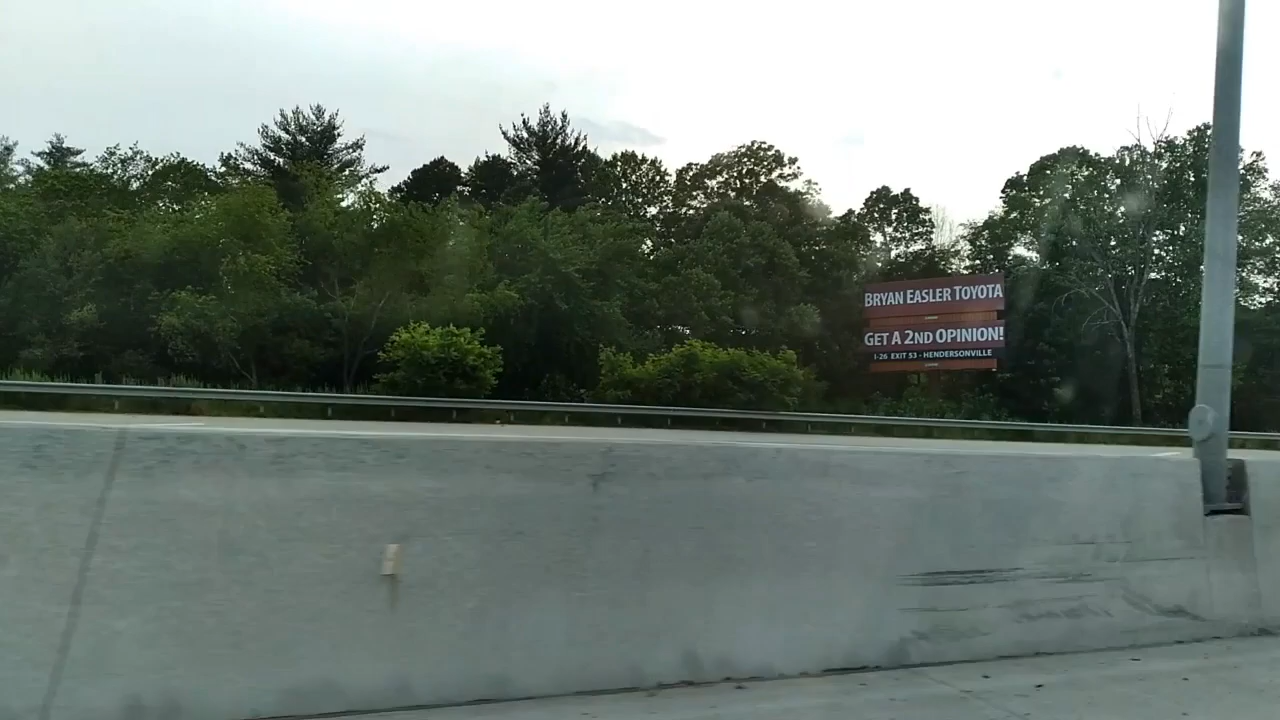 BRYAN EASLER TOYOTA
GET A 2ND OPINION!
I-26 EXIT 53 - HENDERSONVILLE